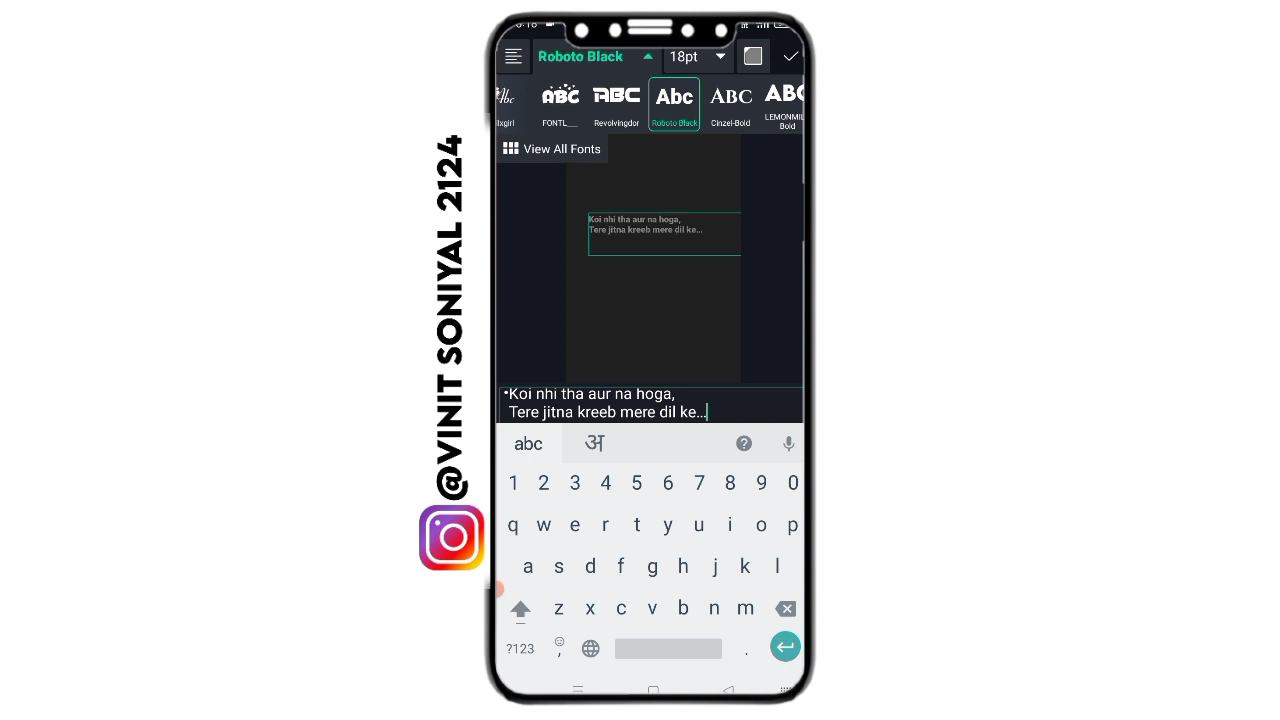 @VINIT SONIYAL 2124
Roboto Black
18pt
Abc
ABC
ABC
Abc
ABC
lxgirl
FONTL___
Revolvingdor
Roboto Black
Cinzel-Bold
Bold
View All Fonts
Koi nhi tha aur na hoga,
Tere jitna kreeb mere dil ke...
•Koi nhi tha aur na hoga,
Tere jitna kreeb mere dil ke...
abc
अ
1 2 3 4 5 6 7 8 9 0
q w e r t y u i o p
a s d f g h j k l
z x c v b n m
?123 , .